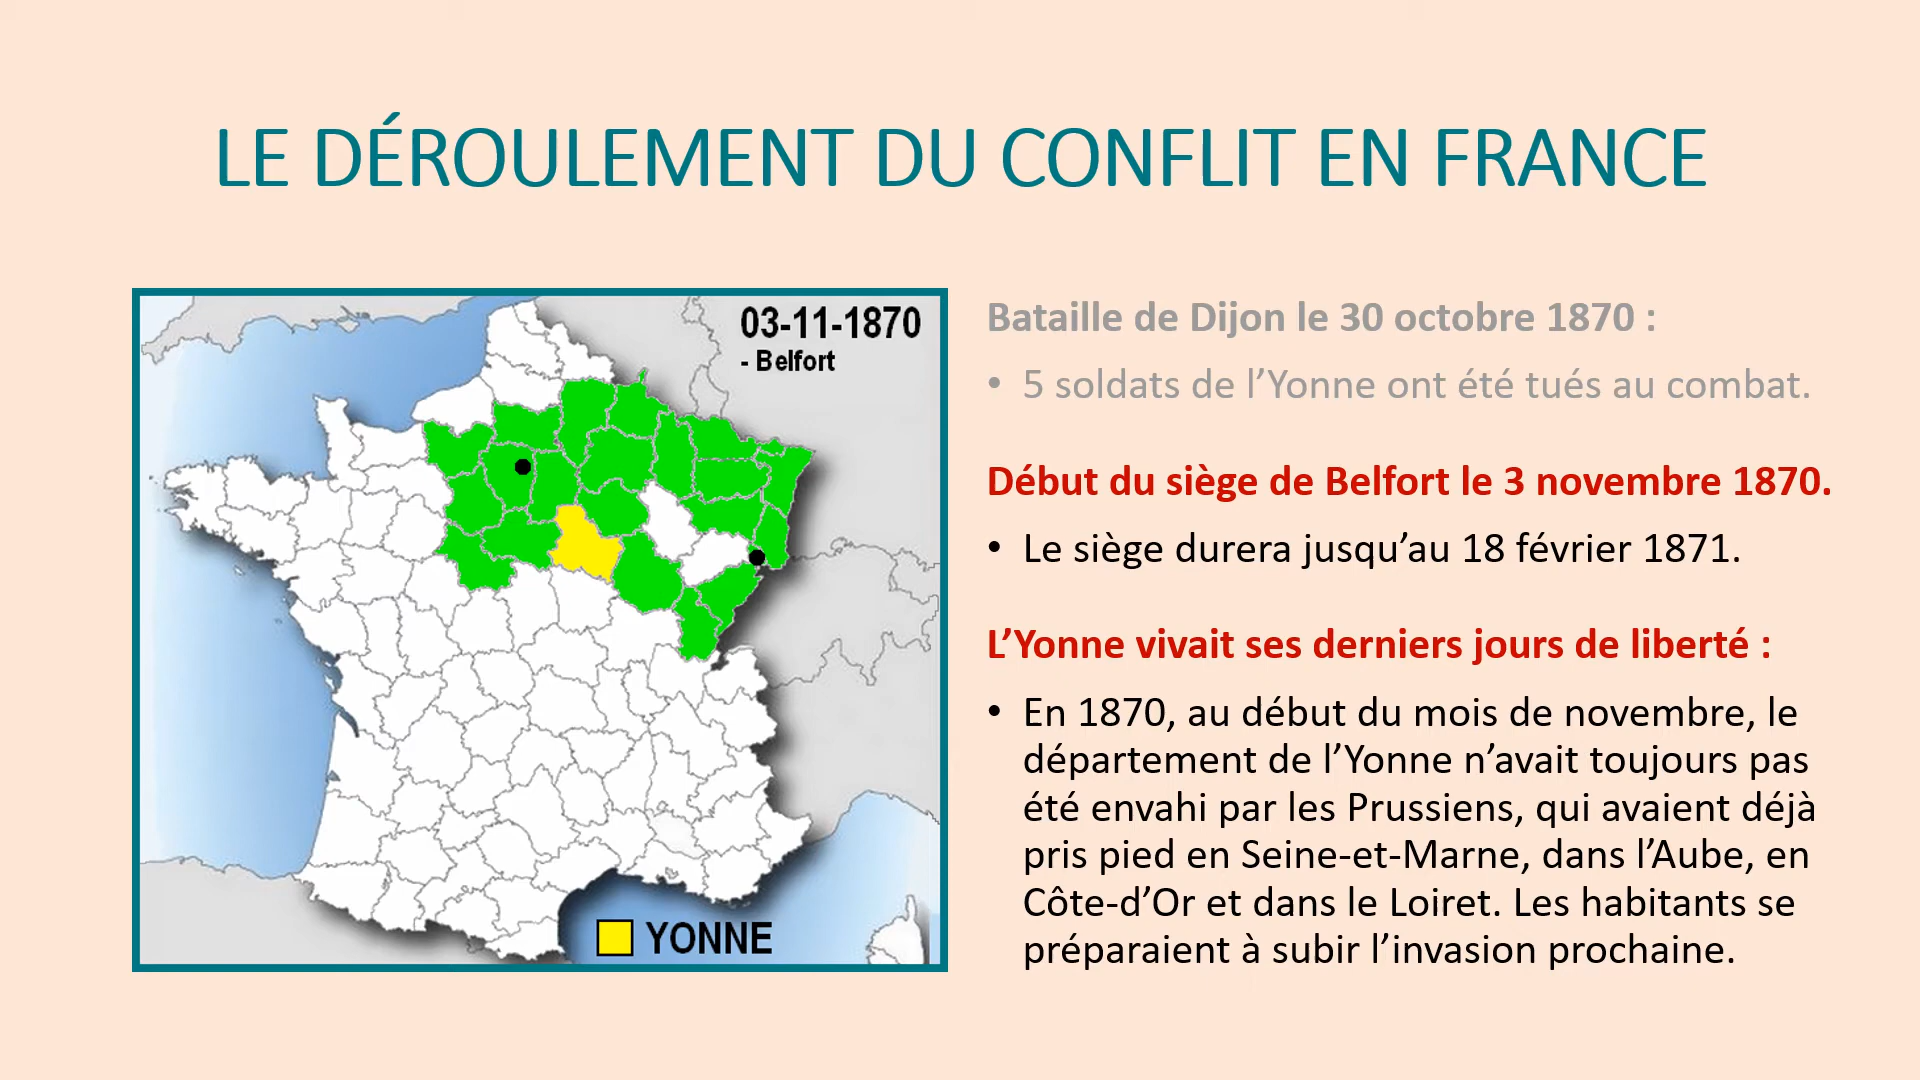 LE DÉROULEMENT DU CONFLIT EN FRANCE
03-11-1870
- Belfort
YONNE
Bataille de Dijon le 30 octobre 1870 :
• 5 soldats de l’Yonne ont été tués au combat.
Début du siège de Belfort le 3 novembre 1870.
• Le siège durera jusqu’au 18 février 1871.
L’Yonne vivait ses derniers jours de liberté :
• En 1870, au début du mois de novembre, le
département de l’Yonne n’avait toujours pas
été envahi par les Prussiens, qui avaient déjà
pris pied en Seine-et-Marne, dans l’Aube, en
Côte-d’Or et dans le Loiret. Les habitants se
préparaient à subir l’invasion prochaine.